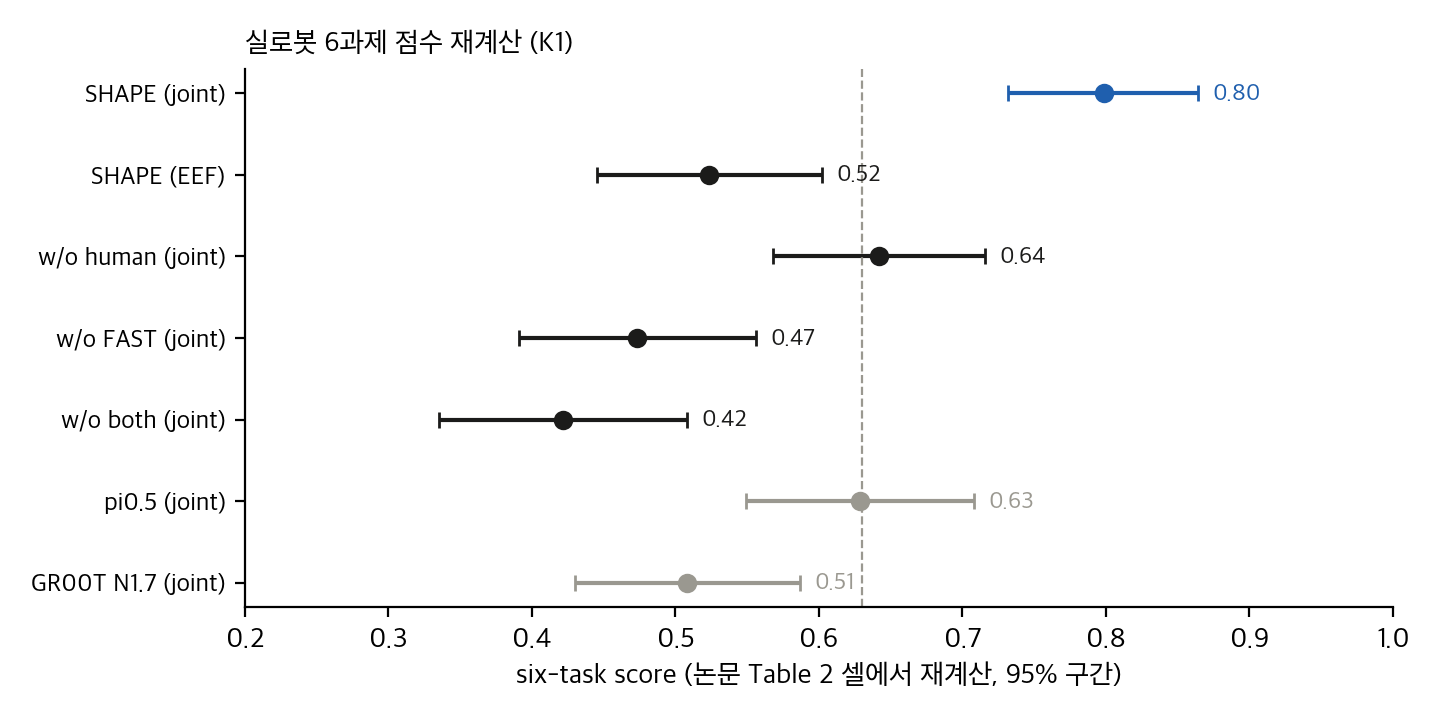 실로봇 6과제 점수 재계산 (K1)
SHAPE (joint) 0.80
SHAPE (EEF) 0.52
w/o human (joint) 0.64
w/o FAST (joint) 0.47
w/o both (joint) 0.42
pi0.5 (joint) 0.63
GR00T N1.7 (joint) 0.51
0.2 0.3 0.4 0.5 0.6 0.7 0.8 0.9 1.0
six-task score (논문 Table 2 셀에서 재계산, 95% 구간)